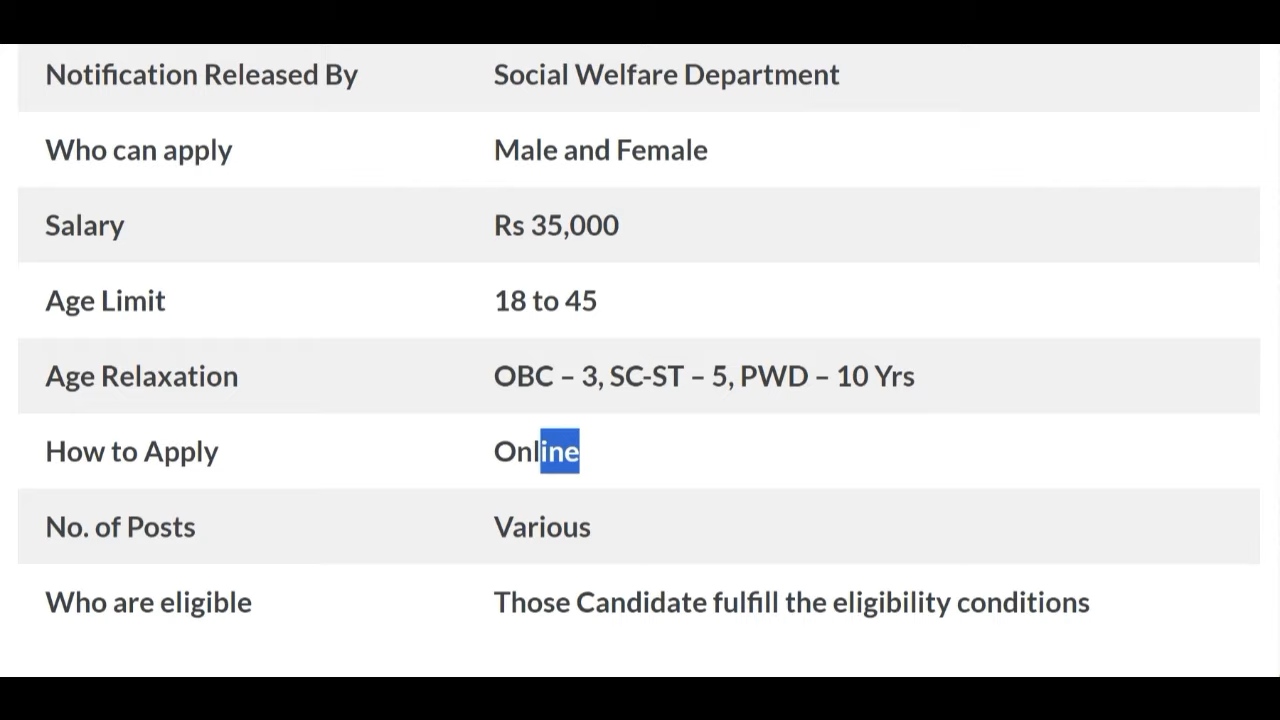 Notification Released By Social Welfare Department
Who can apply Male and Female
Salary Rs 35,000
Age Limit 18 to 45
Age Relaxation OBC – 3, SC-ST – 5, PWD – 10 Yrs
How to Apply Online
No. of Posts Various
Who are eligible Those Candidate fulfill the eligibility conditions